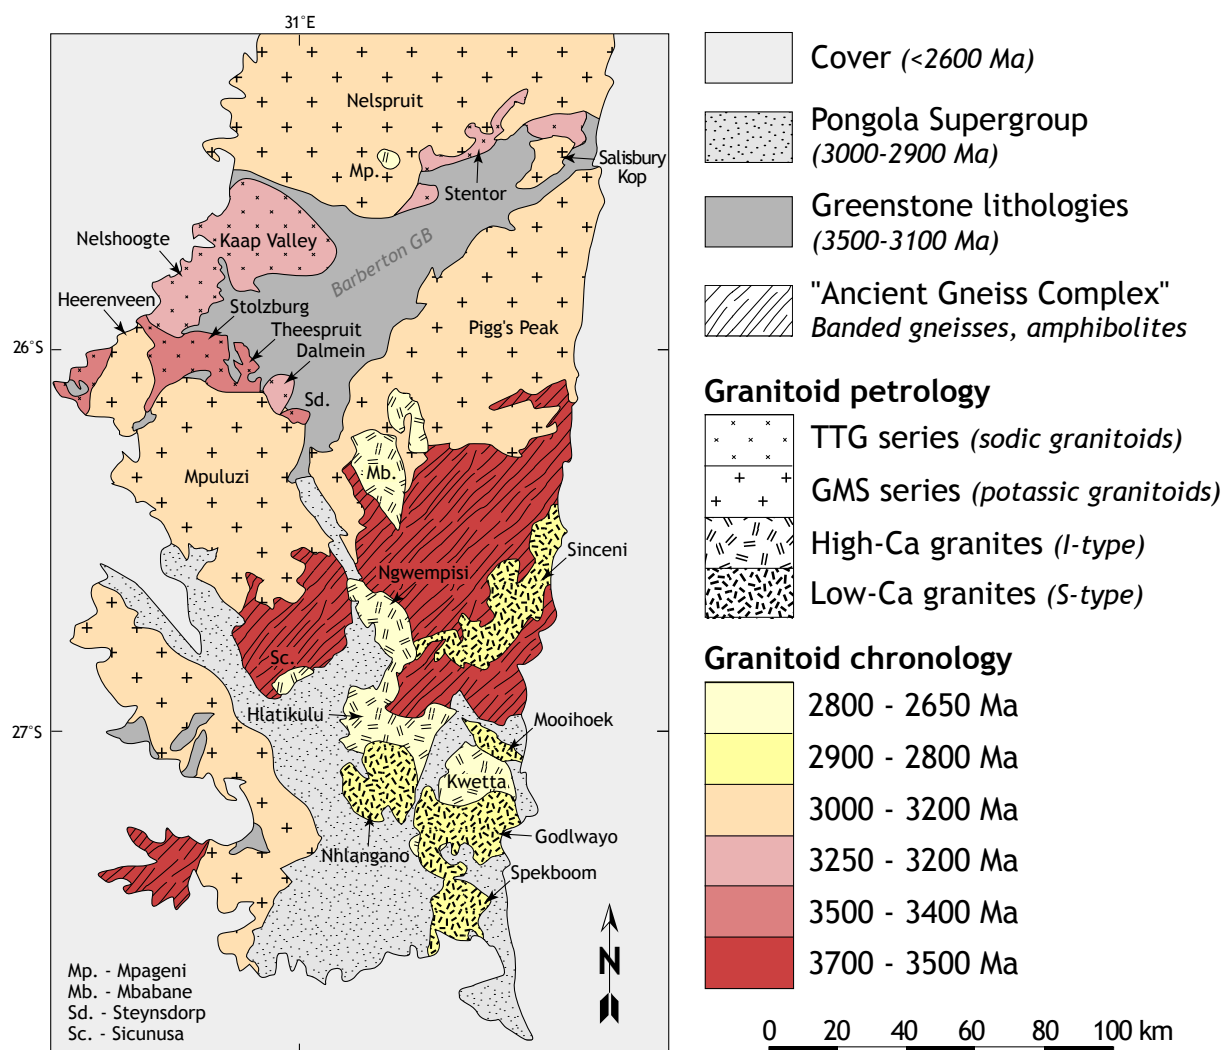 31°E
Nelspruit
Mp.
Salisbury
Kop
Stentor
Nelshoogte
Kaap Valley
Barberton GB
Heerenveen
Stolzburg
Theespruit
Dalmein
Pigg's Peak
26°S
Sd.
Mpuluzi
Mb.
Sinceni
Ngwempisi
Sc.
Hlatikulu
Mooihoek
27°S
Kwetta
Godlwayo
Nhlangano
Spekboom
N
Mp. - Mpageni
Mb. - Mbabane
Sd. - Steynsdorp
Sc. - Sicunusa
Cover (<2600 Ma)
Pongola Supergroup
(3000-2900 Ma)
Greenstone lithologies
(3500-3100 Ma)
"Ancient Gneiss Complex"
Banded gneisses, amphibolites
Granitoid petrology
TTG series (sodic granitoids)
GMS series (potassic granitoids)
High-Ca granites (I-type)
Low-Ca granites (S-type)
Granitoid chronology
2800 - 2650 Ma
2900 - 2800 Ma
3000 - 3200 Ma
3250 - 3200 Ma
3500 - 3400 Ma
3700 - 3500 Ma
0 20 40 60 80 100 km